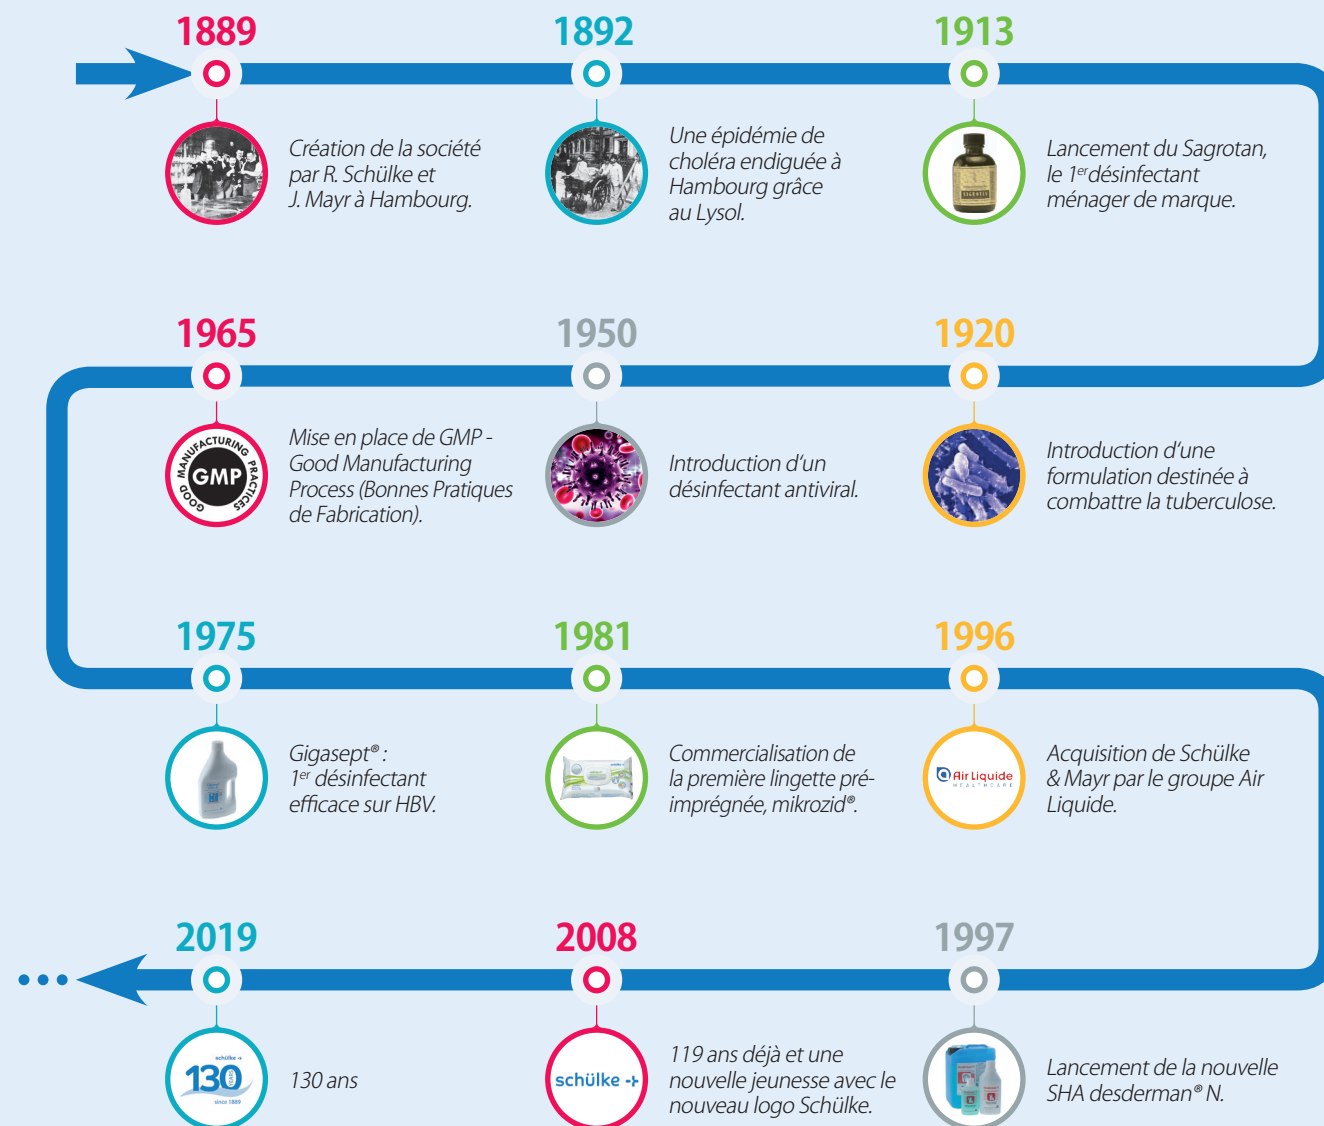 1889
Création de la société
par R. Schülke et
J. Mayr à Hambourg.
1892
Une épidémie de
choléra endiguée à
Hambourg grâce
au Lysol.
1913
SAGROTAN
Lancement du Sagrotan,
le 1er désinfectant
ménager de marque.
1920
Introduction d‘une
formulation destinée à
combattre la tuberculose.
1950
Introduction d‘un
désinfectant antiviral.
1965
GOOD MANUFACTURING PRACTICES
GMP
Mise en place de GMP -
Good Manufacturing
Process (Bonnes Pratiques
de Fabrication).
1975
Gigasept® :
1er désinfectant
efficace sur HBV.
1981
Commercialisation de
la première lingette pré-
imprégnée, mikrozid®.
1996
Air Liquide
HEALTHCARE
Acquisition de Schülke
& Mayr par le groupe Air
Liquide.
1997
Lancement de la nouvelle
SHA desderman® N.
2008
schülke
119 ans déjà et une
nouvelle jeunesse avec le
nouveau logo Schülke.
2019
schülke
130
YEARS
since 1889
130 ans